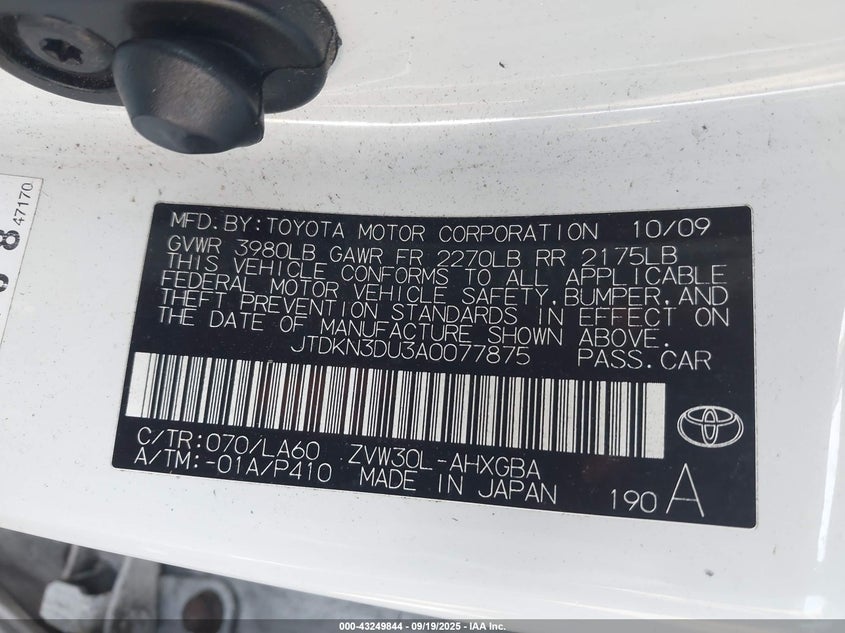 47170
MFD.BY:TOYOTA MOTOR CORPORATION 10/09
GVWR 3980LB GAWR FR 2270LB RR 2175LB
THIS VEHICLE CONFORMS TO ALL APPLICABLE
FEDERAL MOTOR VEHICLE SAFETY,BUMPER,AND
THEFT PREVENTION STANDARDS IN EFFECT ON
THE DATE OF MANUFACTURE SHOWN ABOVE.
JTDKN3DU3A0077875 PASS.CAR
C/TR:070/LA60 ZVW30L-AHXGBA
A/TM:-01A/P410 MADE IN JAPAN 190 A
000-43249844 - 09/19/2025 - IAA Inc.